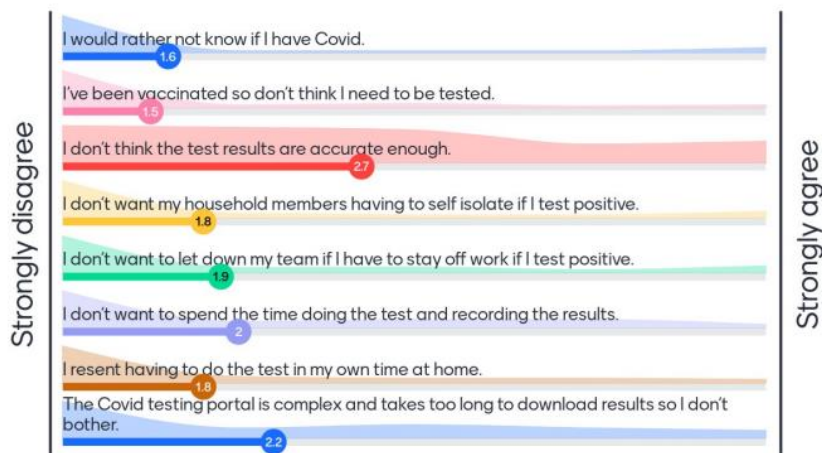 Strongly disagree
I would rather not know if I have Covid.
1.6
I've been vaccinated so don't think I need to be tested.
1.5
I don't think the test results are accurate enough.
2.7
I don't want my household members having to self isolate if I test positive.
1.8
I don't want to let down my team if I have to stay off work if I test positive.
1.9
I don't want to spend the time doing the test and recording the results.
2
I resent having to do the test in my own time at home.
1.8
The Covid testing portal is complex and takes too long to download results so I don't
bother.
2.2
Strongly agree